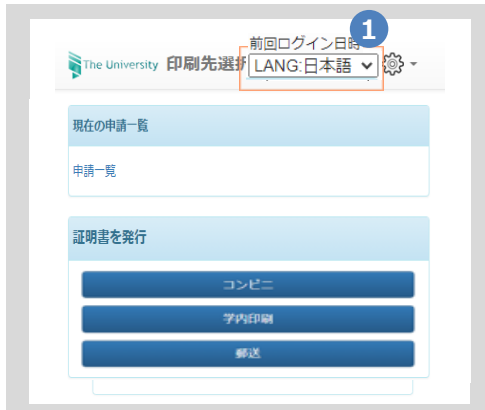 1
前回ログイン日時
The University 印刷先選択
LANG:日本語
現在の申請一覧
申請一覧
証明書を発行
コンビニ
学内印刷
郵送